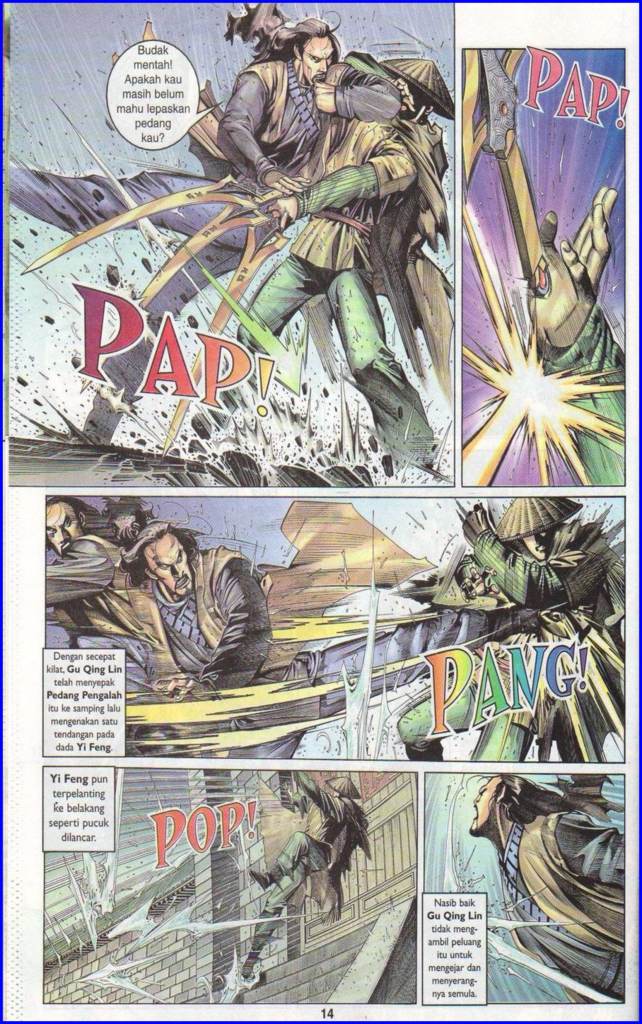 Budak
mentah!
Apakah kau
masih belum
mahu lepaskan
pedang
kau?
PAP!
PAP!
Dengan secepat
kilat, Gu Qing Lin
telah menyepak
Pedang Pengalah
itu ke samping lalu
mengenakan satu
tendangan pada
dada Yi Feng.
PANG!
Yi Feng pun
terpelanting
ke belakang
seperti pucuk
dilancar.
POP!
Nasib baik
Gu Qing Lin
tidak meng-
ambil peluang
itu untuk
mengejar dan
menyerang-
nya semula.
14